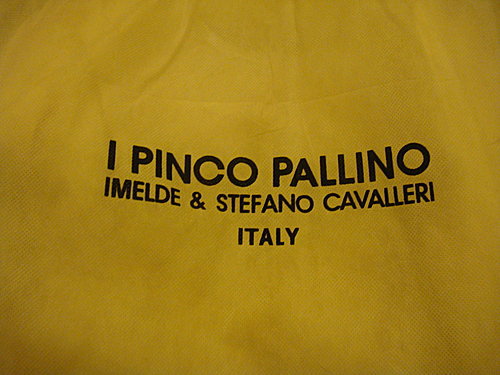 I PINCO PALLINO
IMELDE & STEFANO CAVALLERI
ITALY